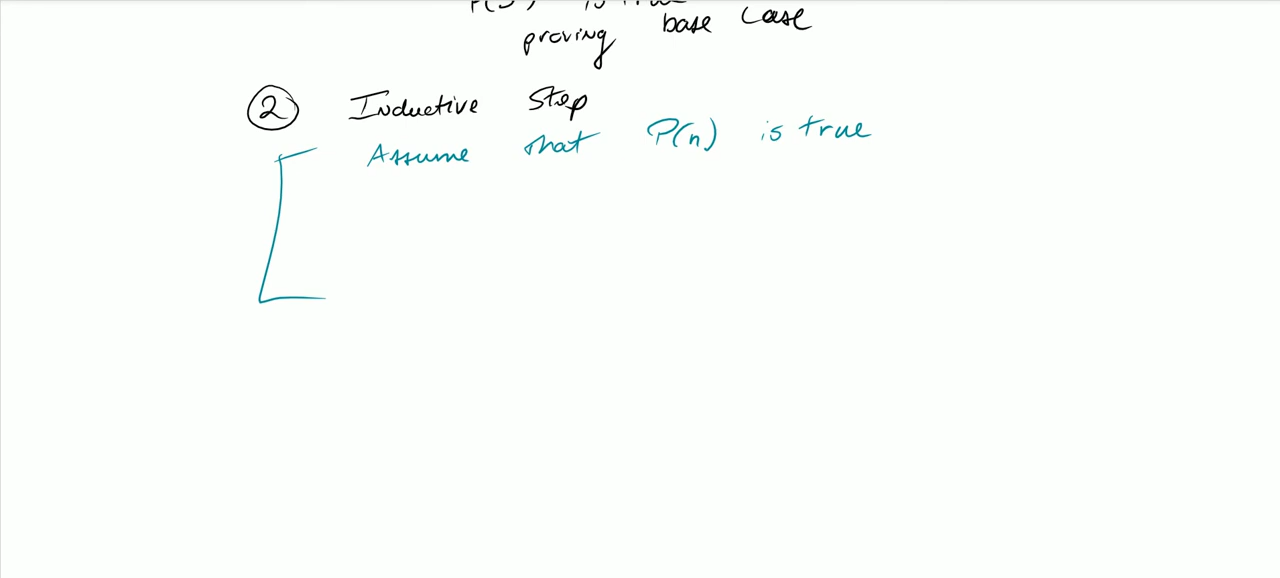 proving base case
② Inductive Step
Assume that P(n) is true